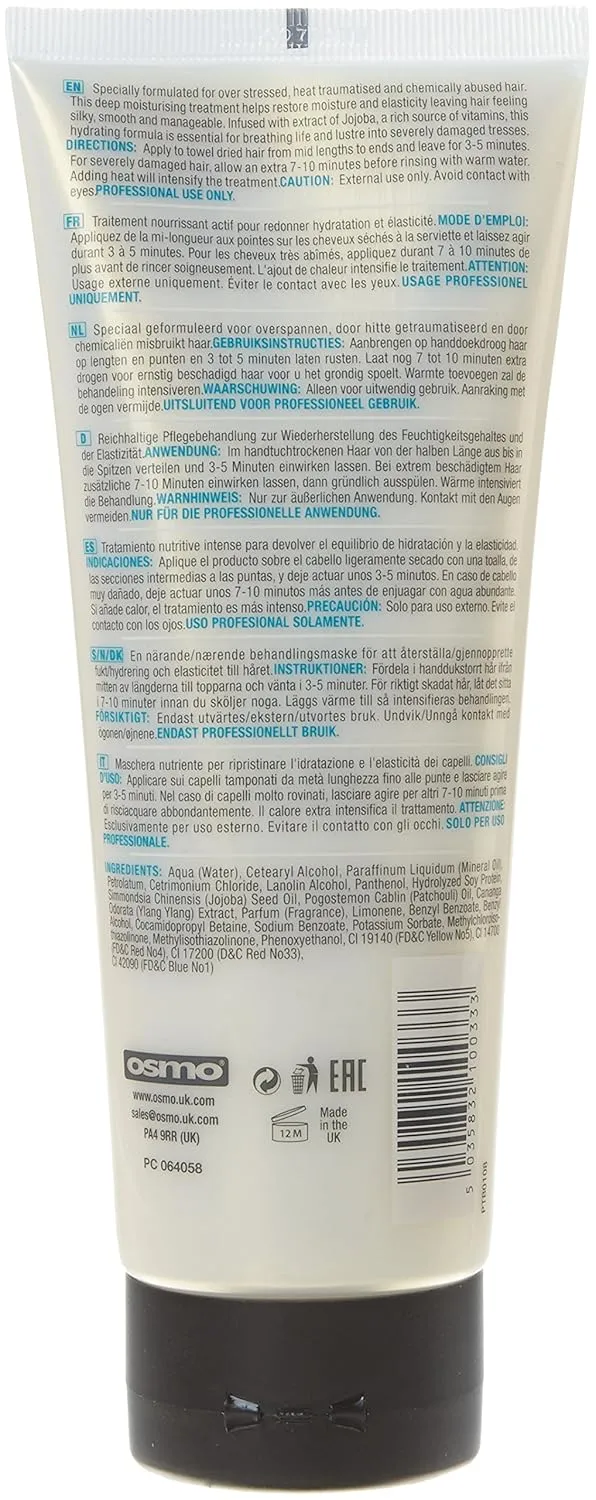 EN Specially formulated for over stressed, heat traumatised and chemically abused hair.
This deep moisturising treatment helps restore moisture and elasticity leaving hair feeling
silky, smooth and manageable. Infused with extract of Jojoba, a rich source of vitamins, this
hydrating formula is essential for breathing life and lustre into severely damaged tresses.
DIRECTIONS: Apply to towel dried hair from mid lengths to ends and leave for 3-5 minutes.
For severely damaged hair, allow an extra 7-10 minutes before rinsing with warm water.
Adding heat will intensify the treatment.CAUTION: External use only. Avoid contact with
eyes.PROFESSIONAL USE ONLY.
FR Traitement nourrissant actif pour redonner hydratation et élasticité.MODE D'EMPLOI:
Appliquez de la mi-longueur aux pointes sur les cheveux séchés à la serviette et laissez agir
durant 3 à 5 minutes. Pour les cheveux très abîmés, appliquez durant 7 à 10 minutes de
plus avant de rincer soigneusement. L'ajout de chaleur intensifie le traitement.ATTENTION:
Usage externe uniquement. Éviter le contact avec les yeux.USAGE PROFESSIONEL
UNIQUEMENT.
NL Speciaal geformuleerd voor overspannen, door hitte getraumatiseerd en door
chemicaliën misbruikt haar.GEBRUIKSINSTRUCTIES: Aanbrengen op handdoekdroog haar
op lengten en punten en 3 tot 5 minuten laten rusten. Laat nog 7 tot 10 minuten extra
drogen voor ernstig beschadigd haar voor u het grondig spoelt. Warmte toevoegen zal de
behandeling intensiveren.WAARSCHUWING: Alleen voor uitwendig gebruik. Aanraking met
de ogen vermijde.UITSLUITEND VOOR PROFESSIONEEL GEBRUIK.
D Reichhaltige Pflegebehandlung zur Wiederherstellung des Feuchtigkeitsgehaltes und
der Elastizität.ANWENDUNG: Im handtuchtrockenen Haar von der halben Länge aus bis in
die Spitzen verteilen und 3-5 Minuten einwirken lassen. Bei extrem beschädigtem Haar
zusätzliche 7-10 Minuten einwirken lassen, dann gründlich ausspülen. Wärme intensiviert
die Behandlung.WARNHINWEIS: Nur zur äußerlichen Anwendung. Kontakt mit den Augen
vermeiden.NUR FÜR DIE PROFESSIONELLE ANWENDUNG.
ES Tratamiento nutritive intense para devolver el equilibrio de hidratación y la elasticidad.
INDICACIONES: Aplique el producto sobre el cabello ligeramente secado con una toalla, de
las secciones intermedias a las puntas, y deje actuar unos 3-5 minutos. En caso de cabello
muy dañado, deje actuar unos 7-10 minutos más antes de enjuagar con agua abundante.
Si añade calor, el tratamiento es más intenso.PRECAUCIÓN: Solo para uso externo. Evite el
contacto con los ojos.USO PROFESIONAL SOLAMENTE.
S/N/DK En närande/nærende behandlingsmaske för att återställa/gjennopprette
fukt/hydrering och elasticitet till håret.INSTRUKTIONER: Fördela i handdukstorrt hår ifrån
mitten av längderna till topparna och vänta i 3-5 minuter. För riktigt skadat hår, låt det sitta
i 7-10 minuter innan du sköljer noga. Läggs värme till så intensifieras behandlingen.
FÖRSIKTIGT: Endast utvärtes/ekstern/utvortes bruk. Undvik/Unngå kontakt med
ögonen/øjnene.ENDAST PROFESSIONELLT BRUIK.
IT Maschera nutriente per ripristinare l'idratazione e l'elasticità dei capelli. CONSIGLI
D'USO: Applicare sui capelli tamponati da metà lunghezza fino alle punte e lasciare agire
per 3-5 minuti. Nel caso di capelli molto rovinati, lasciare agire per altri 7-10 minuti prima
di risciacquare abbondantemente. Il calore extra intensifica il trattamento.ATTENZIONE:
Esclusivamente per uso esterno. Evitare il contatto con gli occhi.SOLO PER USO
PROFESSIONALE.
INGREDIENTS: Aqua (Water), Cetearyl Alcohol, Paraffinum Liquidum (Mineral Oil),
Petrolatum, Cetrimonium Chloride, Lanolin Alcohol, Panthenol, Hydrolyzed Soy Protein,
Simmondsia Chinensis (Jojoba) Seed Oil, Pogostemon Cablin (Patchouli) Oil, Cananga
Odorata (Ylang Ylang) Extract, Parfum (Fragrance), Limonene, Benzyl Benzoate, Benzyl
Alcohol, Cocamidopropyl Betaine, Sodium Benzoate, Potassium Sorbate, Methylchloroiso-
thiazolinone, Methylisothiazolinone, Phenoxyethanol, CI 19140 (FD&C Yellow No5), CI 14700
(FD&C Red No4), CI 17200 (D&C Red No33),
CI 42090 (FD&C Blue No1)
osmo
www.osmo.uk.com
sales@osmo.uk.com
PA4 9RR (UK)
PC 064058
EAC
12M
Made
in the
UK
5 035832 100333
PTB0108